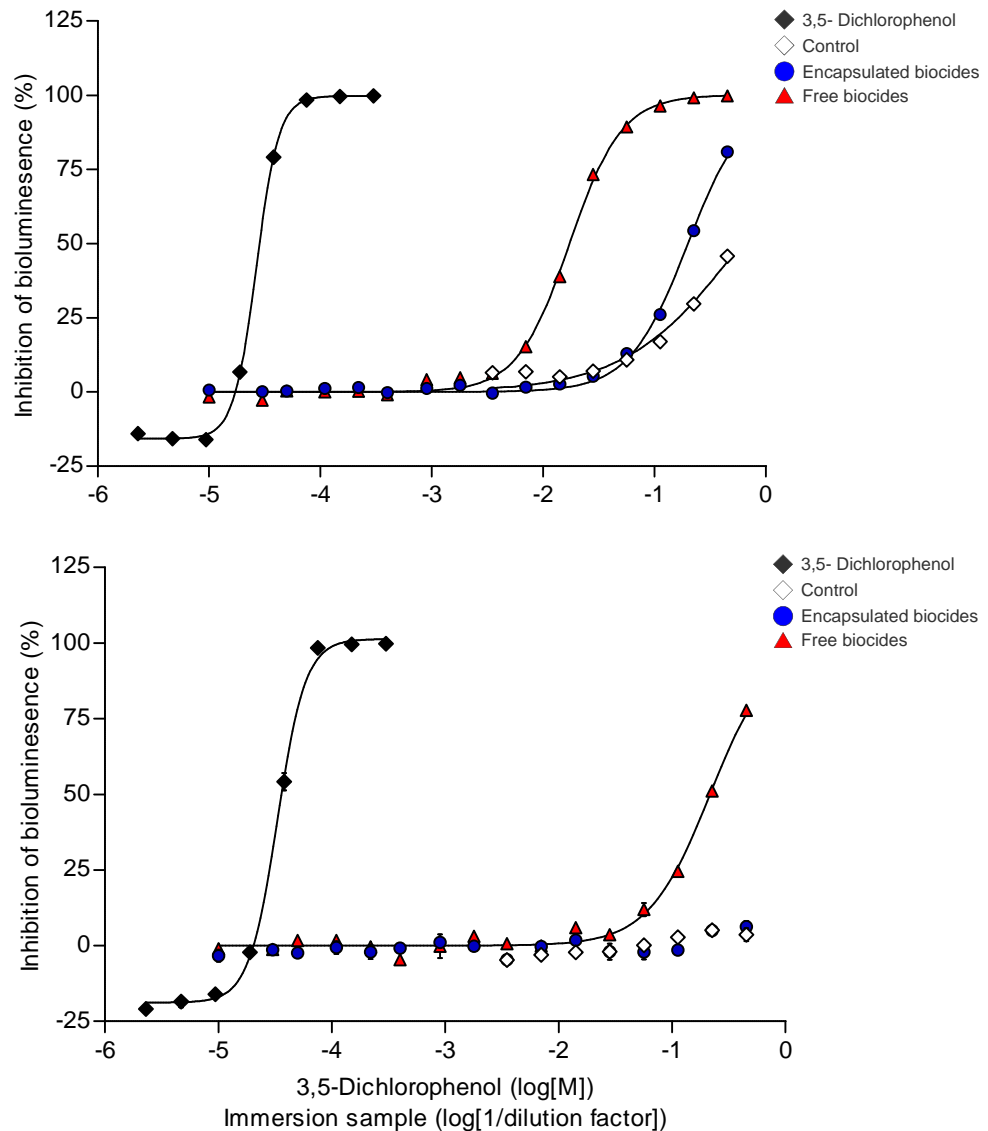 125
100
75
50
25
0
-25
-6
-5
-4
-3
-2
-1
0
Inhibition of bioluminesence (%)
3,5- Dichlorophenol
Control
Encapsulated biocides
Free biocides
125
100
75
50
25
0
-25
-6
-5
-4
-3
-2
-1
0
Inhibition of bioluminesence (%)
3,5- Dichlorophenol
Control
Encapsulated biocides
Free biocides
3,5-Dichlorophenol (log[M])
Immersion sample (log[1/dilution factor])